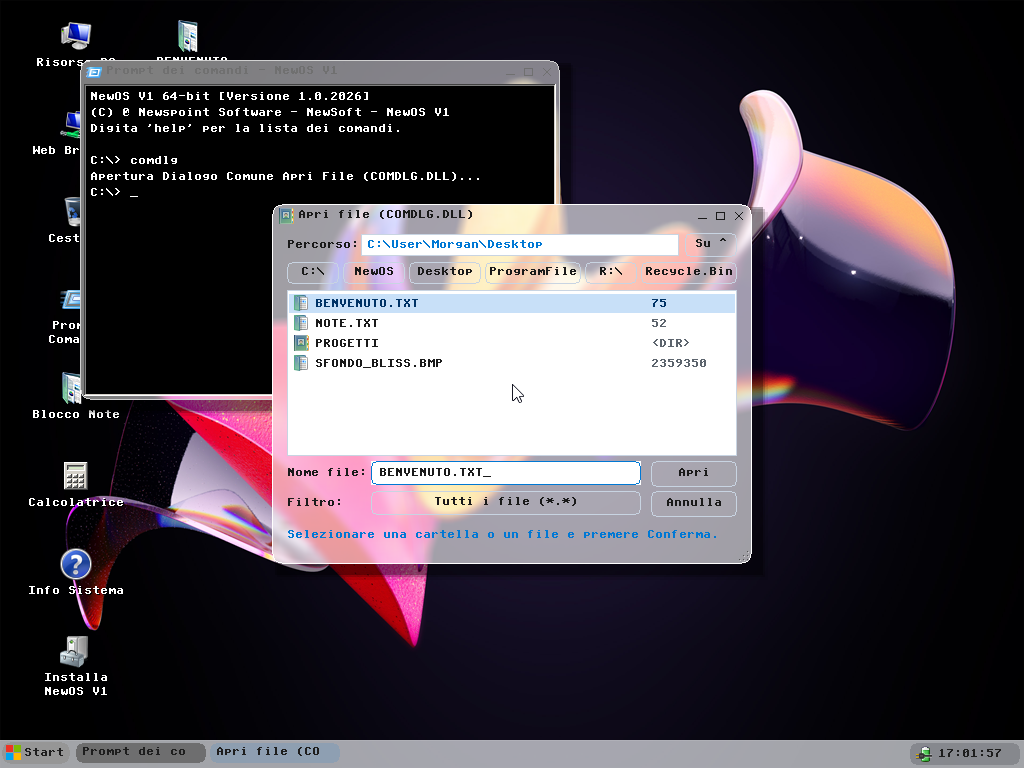 BENVENUTO
Prompt dei comandi - NewOS V1
NewOS V1 64-bit [Versione 1.0.2026]
(C) @ Newspoint Software - NewSoft - NewOS V1
Digita 'help' per la lista dei comandi.
C:\> comdlg
Apertura Dialogo Comune Apri File (COMDLG.DLL)...
C:\> _
Web Br
Cest
Blocco Note
Calcolatrice
Info Sistema
Installa
NewOS V1
Apri file (COMDLG.DLL)
Percorso: C:\User\Morgan\Desktop Su ^
C:\ NewOS Desktop ProgramFile R:\ Recycle.Bin
BENVENUTO.TXT 75
NOTE.TXT 52
PROGETTI <DIR>
SFONDO_BLISS.BMP 2359350
Nome file: BENVENUTO.TXT_ Apri
Filtro: Tutti i file (*.*) Annulla
Selezionare una cartella o un file e premere Conferma.
Start Prompt dei co Apri file (CO 17:01:57